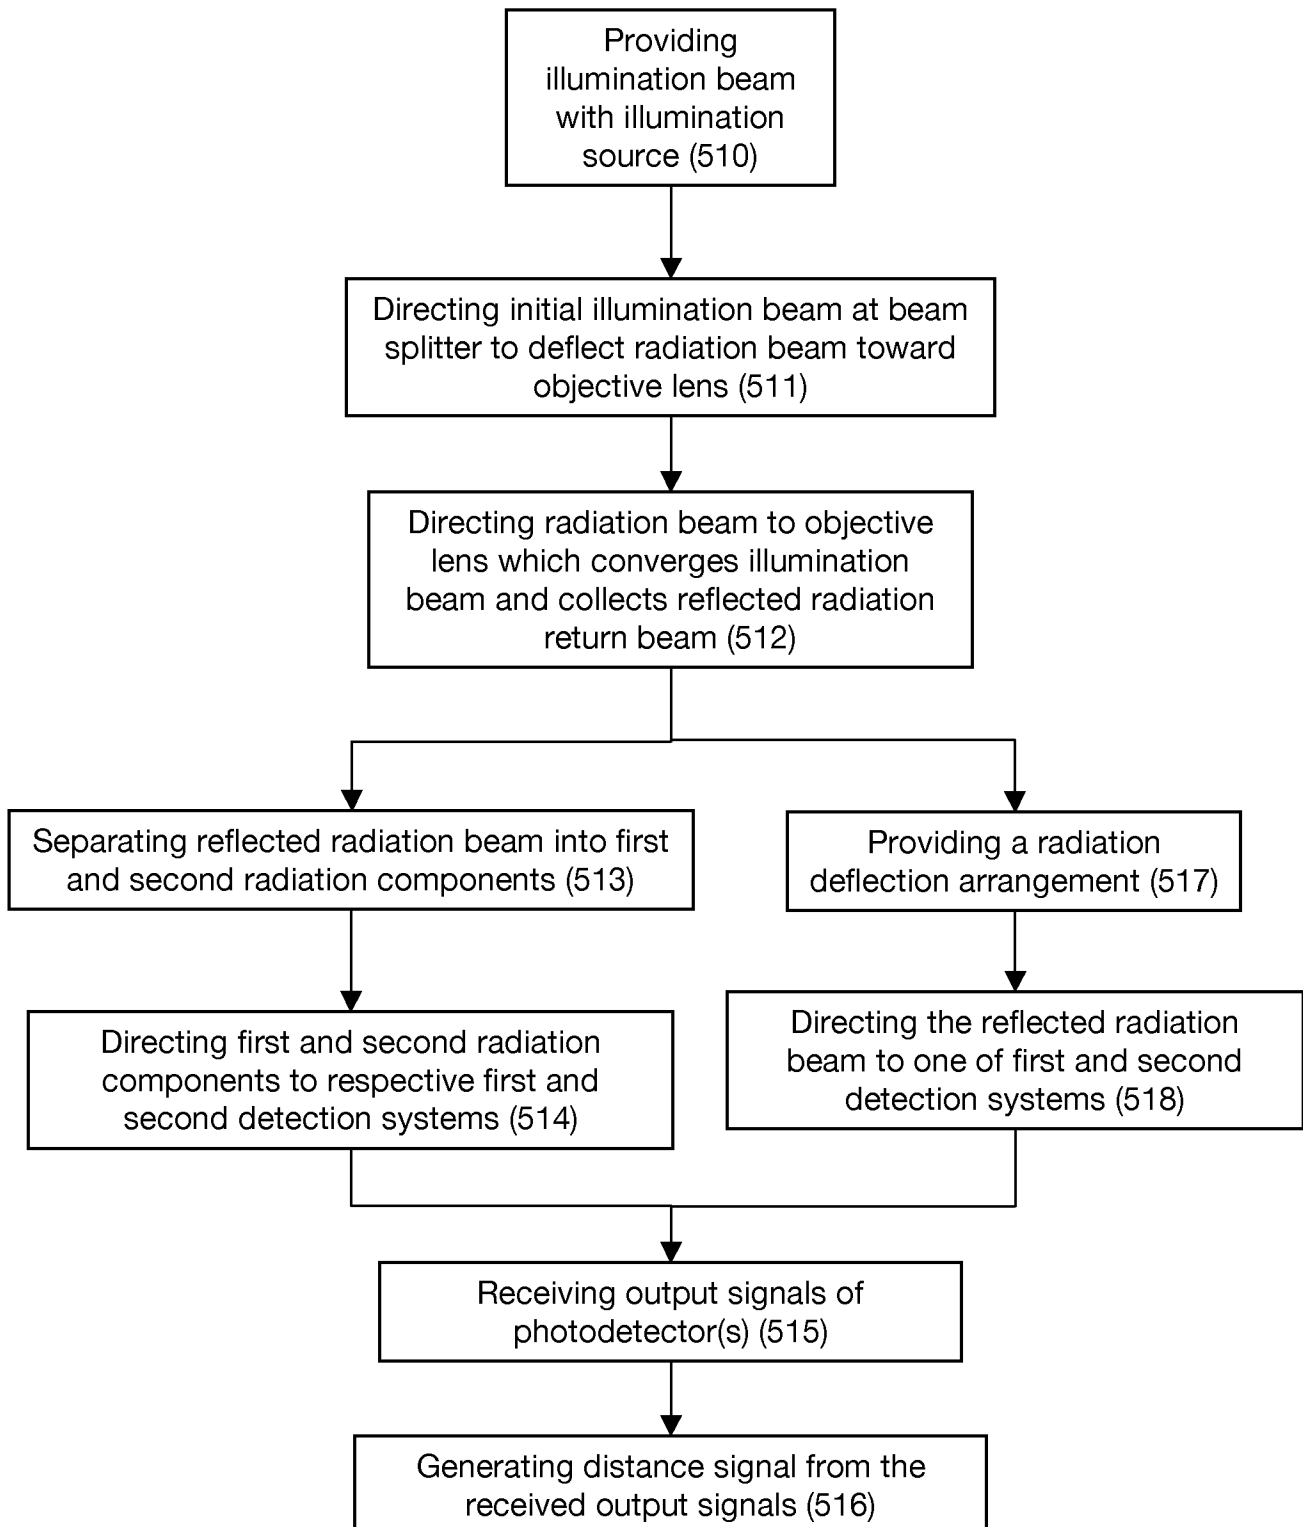 Providing
illumination beam
with illumination
source (510)
Directing initial illumination beam at beam
splitter to deflect radiation beam toward
objective lens (511)
Directing radiation beam to objective
lens which converges illumination
beam and collects reflected radiation
return beam (512)
Separating reflected radiation beam into first
and second radiation components (513)
Directing first and second radiation
components to respective first and
second detection systems (514)
Providing a radiation
deflection arrangement (517)
Directing the reflected radiation
beam to one of first and second
detection systems (518)
Receiving output signals of
photodetector(s) (515)
Generating distance signal from the
received output signals (516)